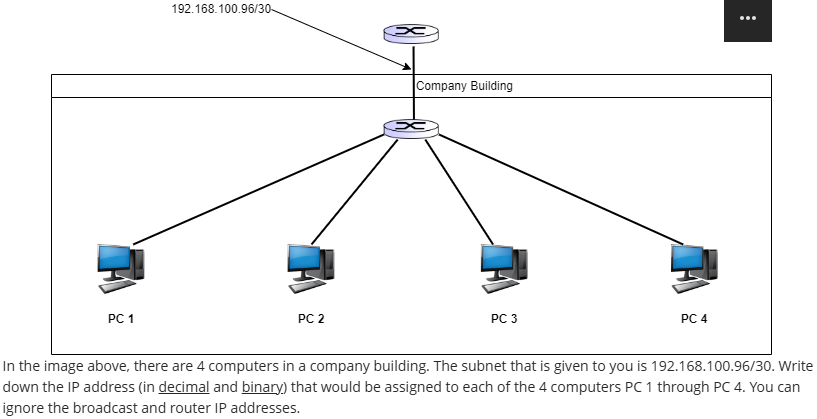 192.168.100.96/30
Company Building
PC 1
PC 2
PC 3
PC 4
In the image above, there are 4 computers in a company building. The subnet that is given to you is 192.168.100.96/30. Write
down the IP address (in decimal and binary) that would be assigned to each of the 4 computers PC 1 through PC 4. You can
ignore the broadcast and router IP addresses.